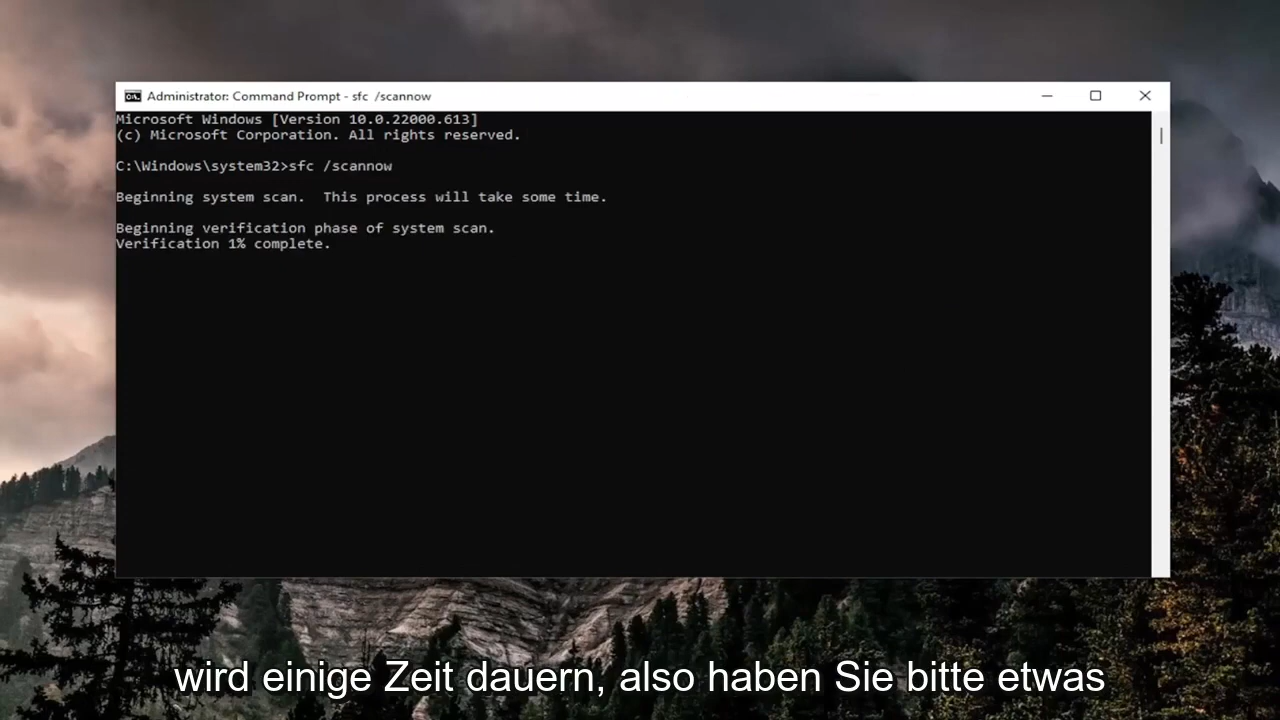 Administrator: Command Prompt - sfc /scannow
Microsoft Windows [Version 10.0.22000.613]
(c) Microsoft Corporation. All rights reserved.
C:\Windows\system32>sfc /scannow
Beginning system scan.  This process will take some time.
Beginning verification phase of system scan.
Verification 1% complete.
wird einige Zeit dauern, also haben Sie bitte etwas